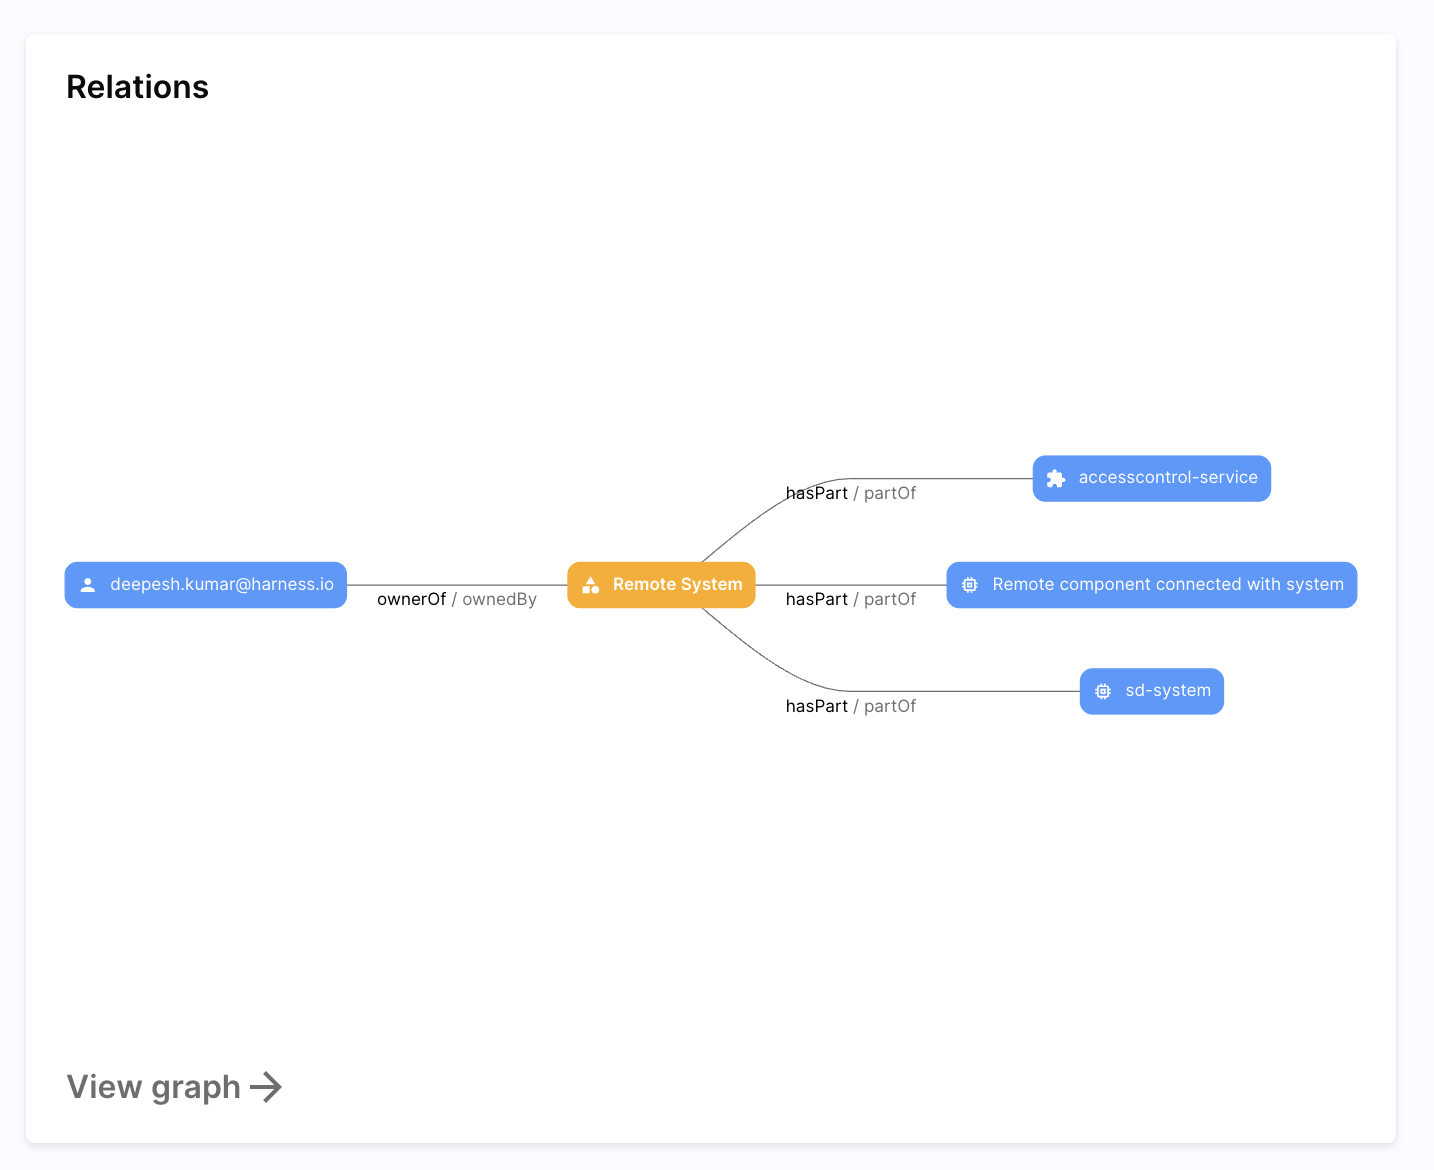 Relations
accesscontrol-service
hasPart / partOf
deepesh.kumar@harness.io
ownerOf / ownedBy
Remote System
hasPart / partOf
Remote component connected with system
sd-system
hasPart / partOf
View graph